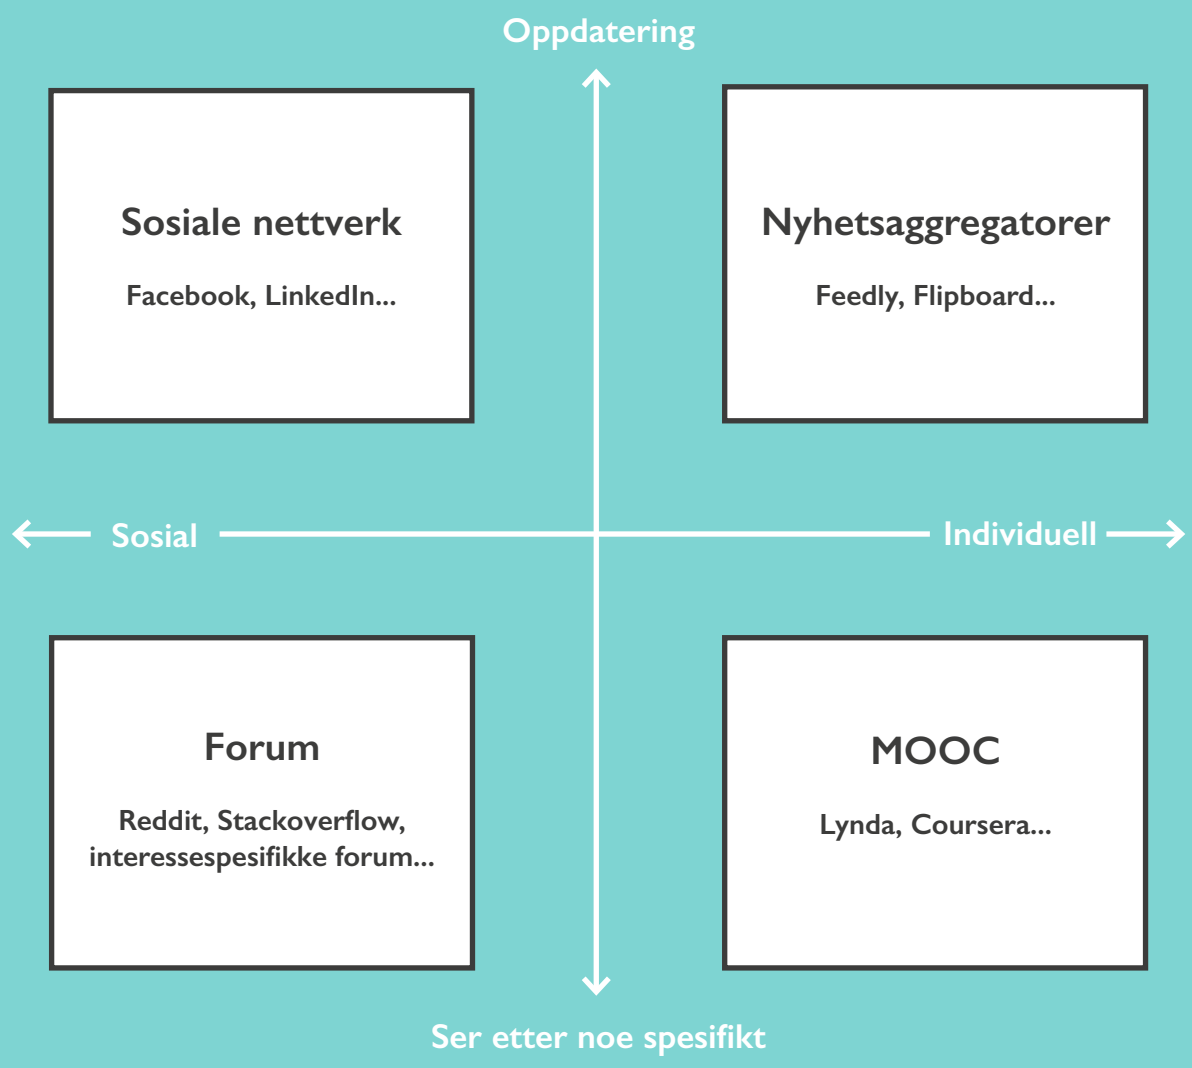 Oppdatering
Sosiale nettverk
Facebook, LinkedIn...
Nyhetsaggregatorer
Feedly, Flipboard...
Sosial
Individuell
Forum
Reddit, Stackoverflow,
interessespesifikke forum...
MOOC
Lynda, Coursera...
Ser etter noe spesifikt